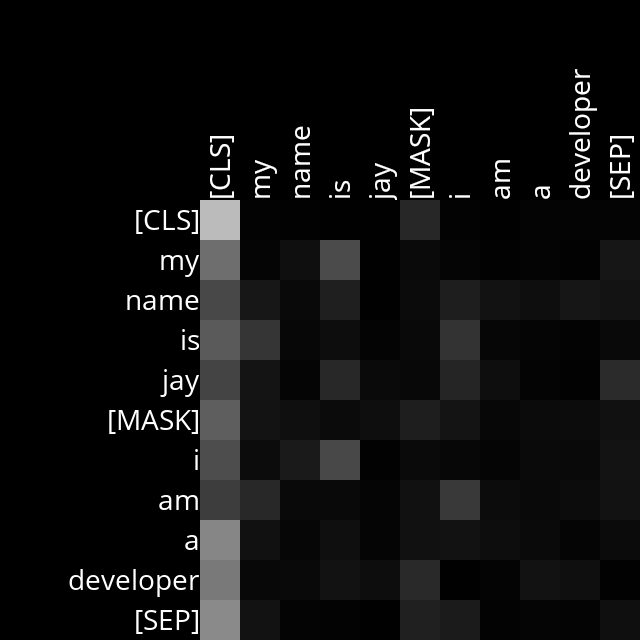 [CLS] my name is jay [MASK] i am a developer [SEP]
[CLS]
my
name
is
jay
[MASK]
i
am
a
developer
[SEP]